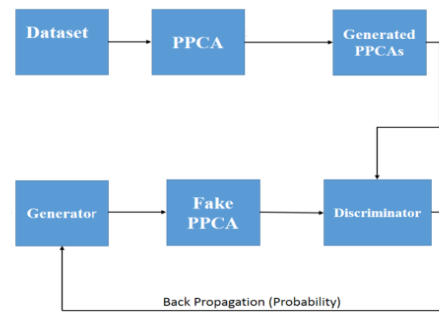 Dataset
PPCA
Generated
PPCAs
Generator
Fake
PPCA
Discriminator
Back Propagation (Probability)